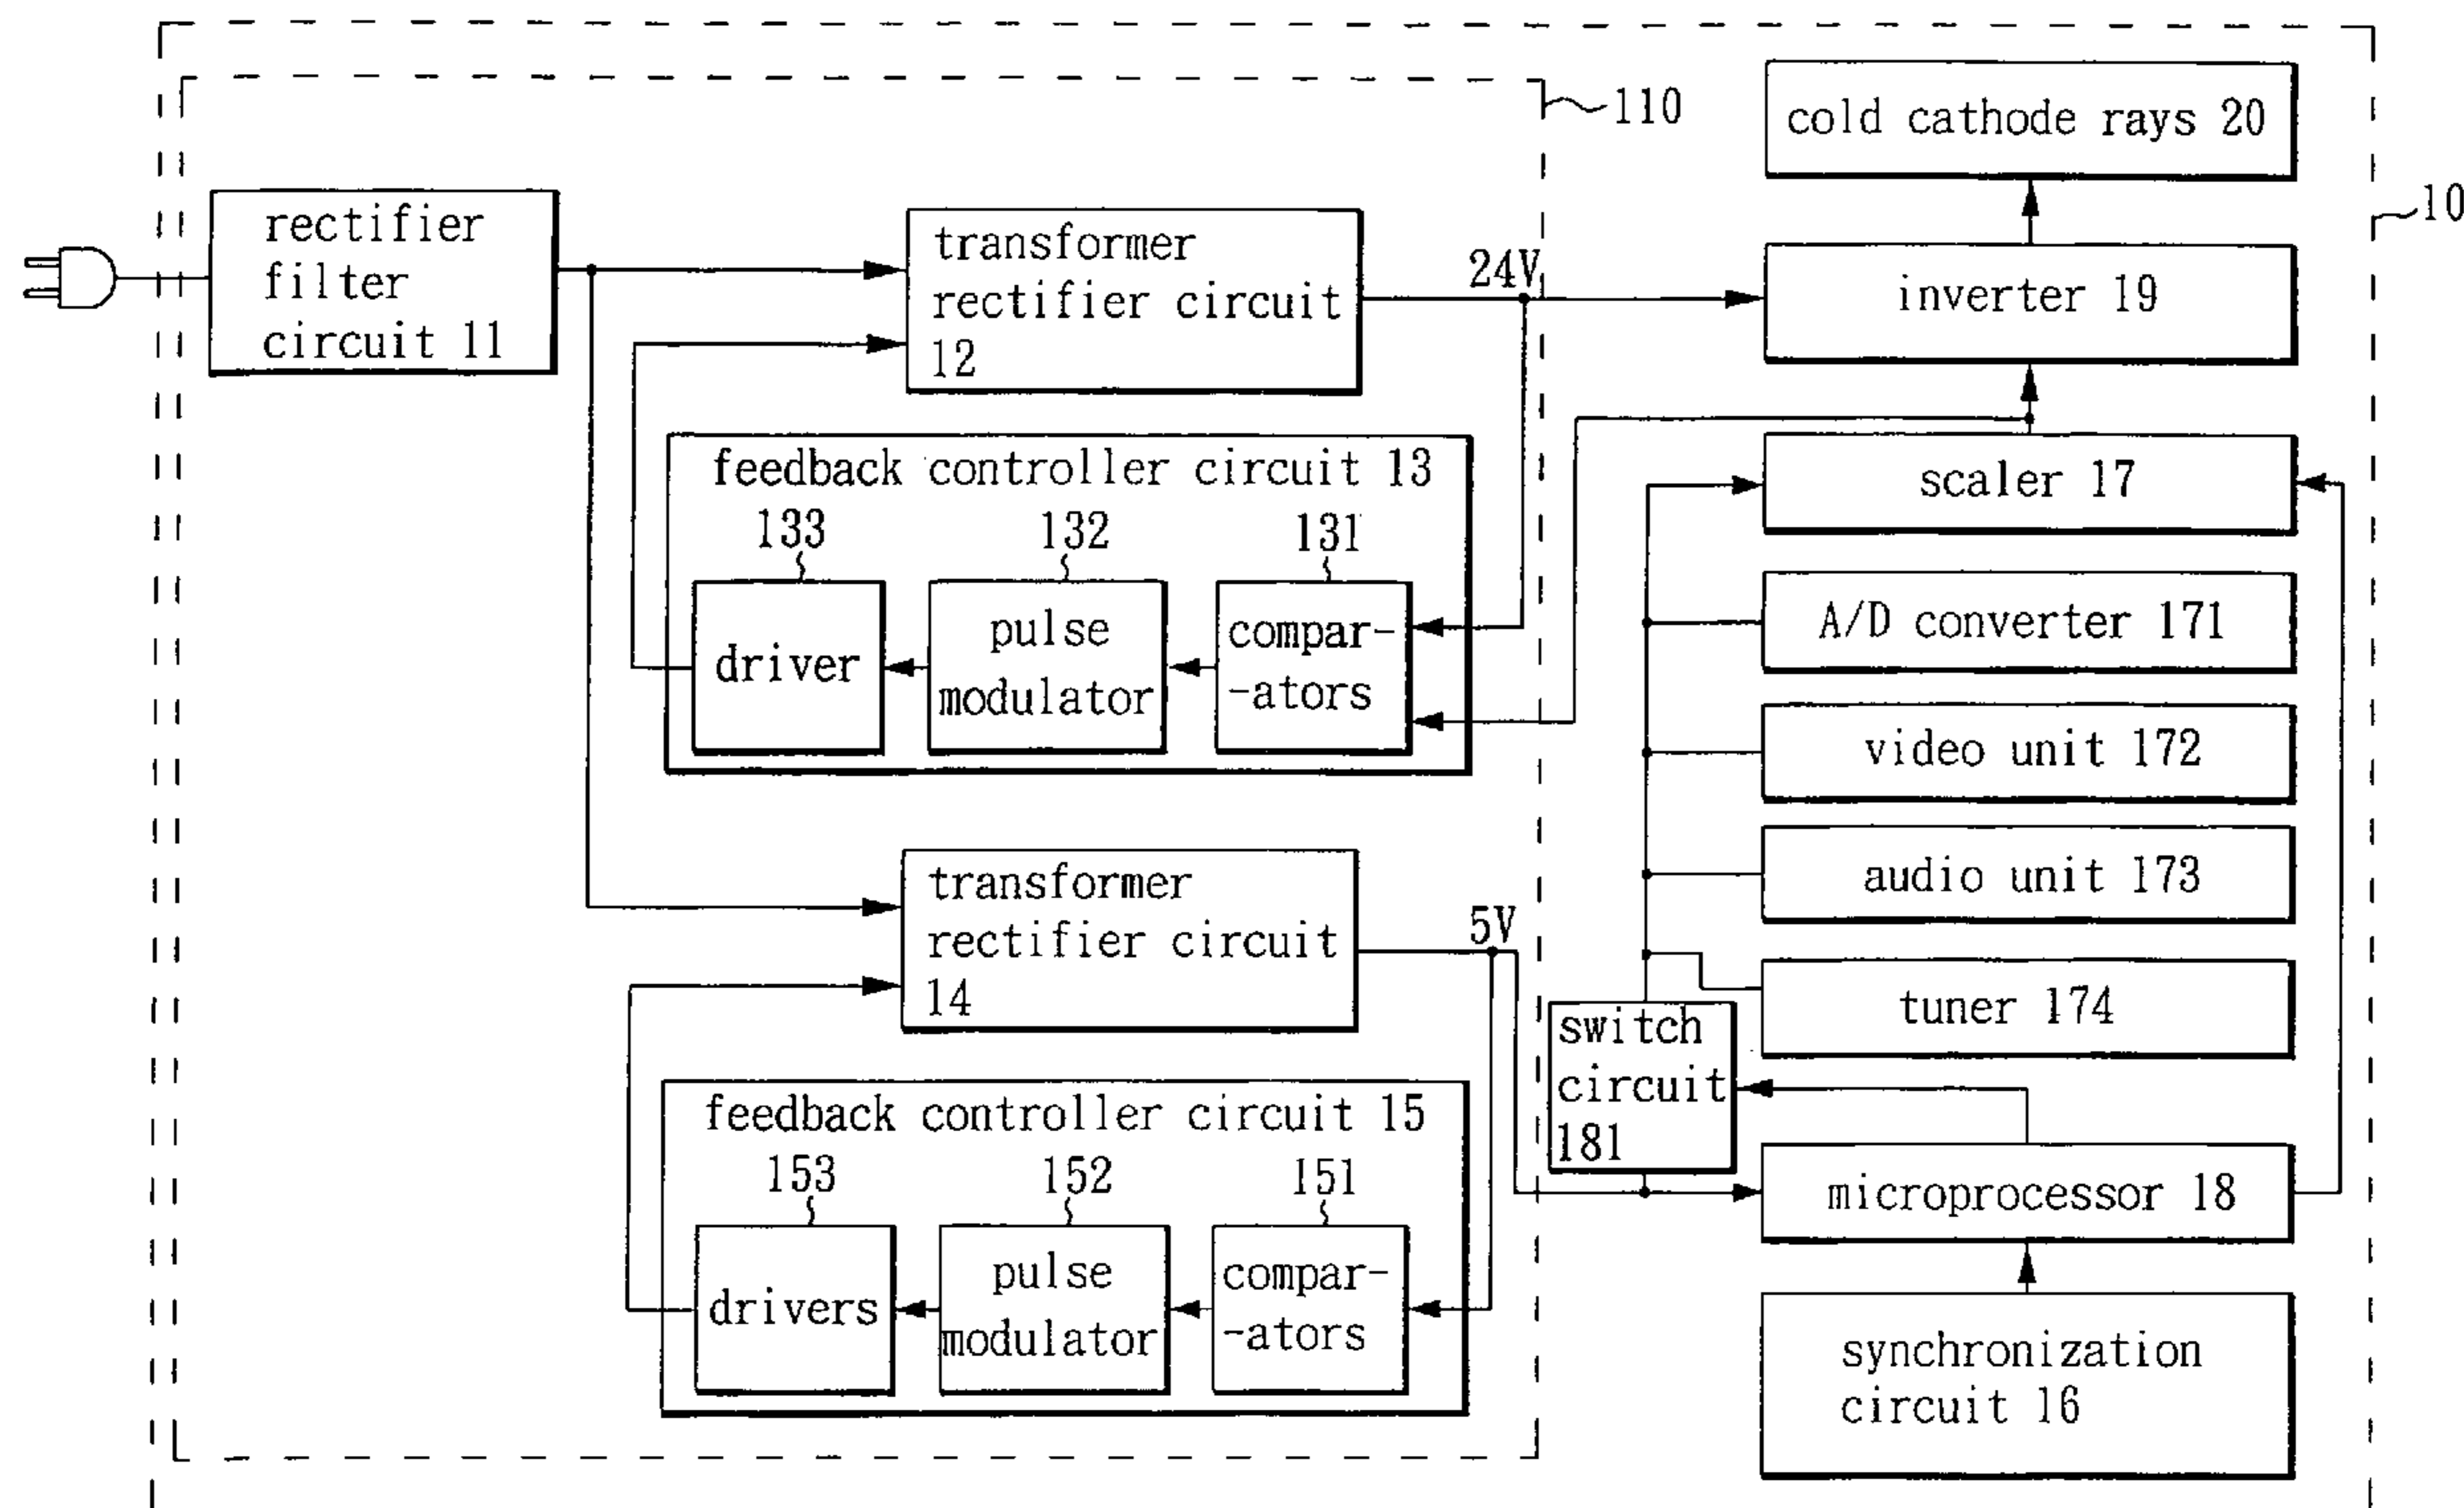 110
cold cathode rays 20
10
rectifier
filter
circuit 11
transformer
rectifier circuit
12
24V
inverter 19
feedback controller circuit 13
133
132
131
driver
pulse
modulator
compar-
-ators
scaler 17
A/D converter 171
video unit 172
audio unit 173
transformer
rectifier circuit
14
5V
tuner 174
switch
circuit
181
feedback controller circuit 15
153
152
151
drivers
pulse
modulator
compar-
-ators
microprocessor 18
synchronization
circuit 16